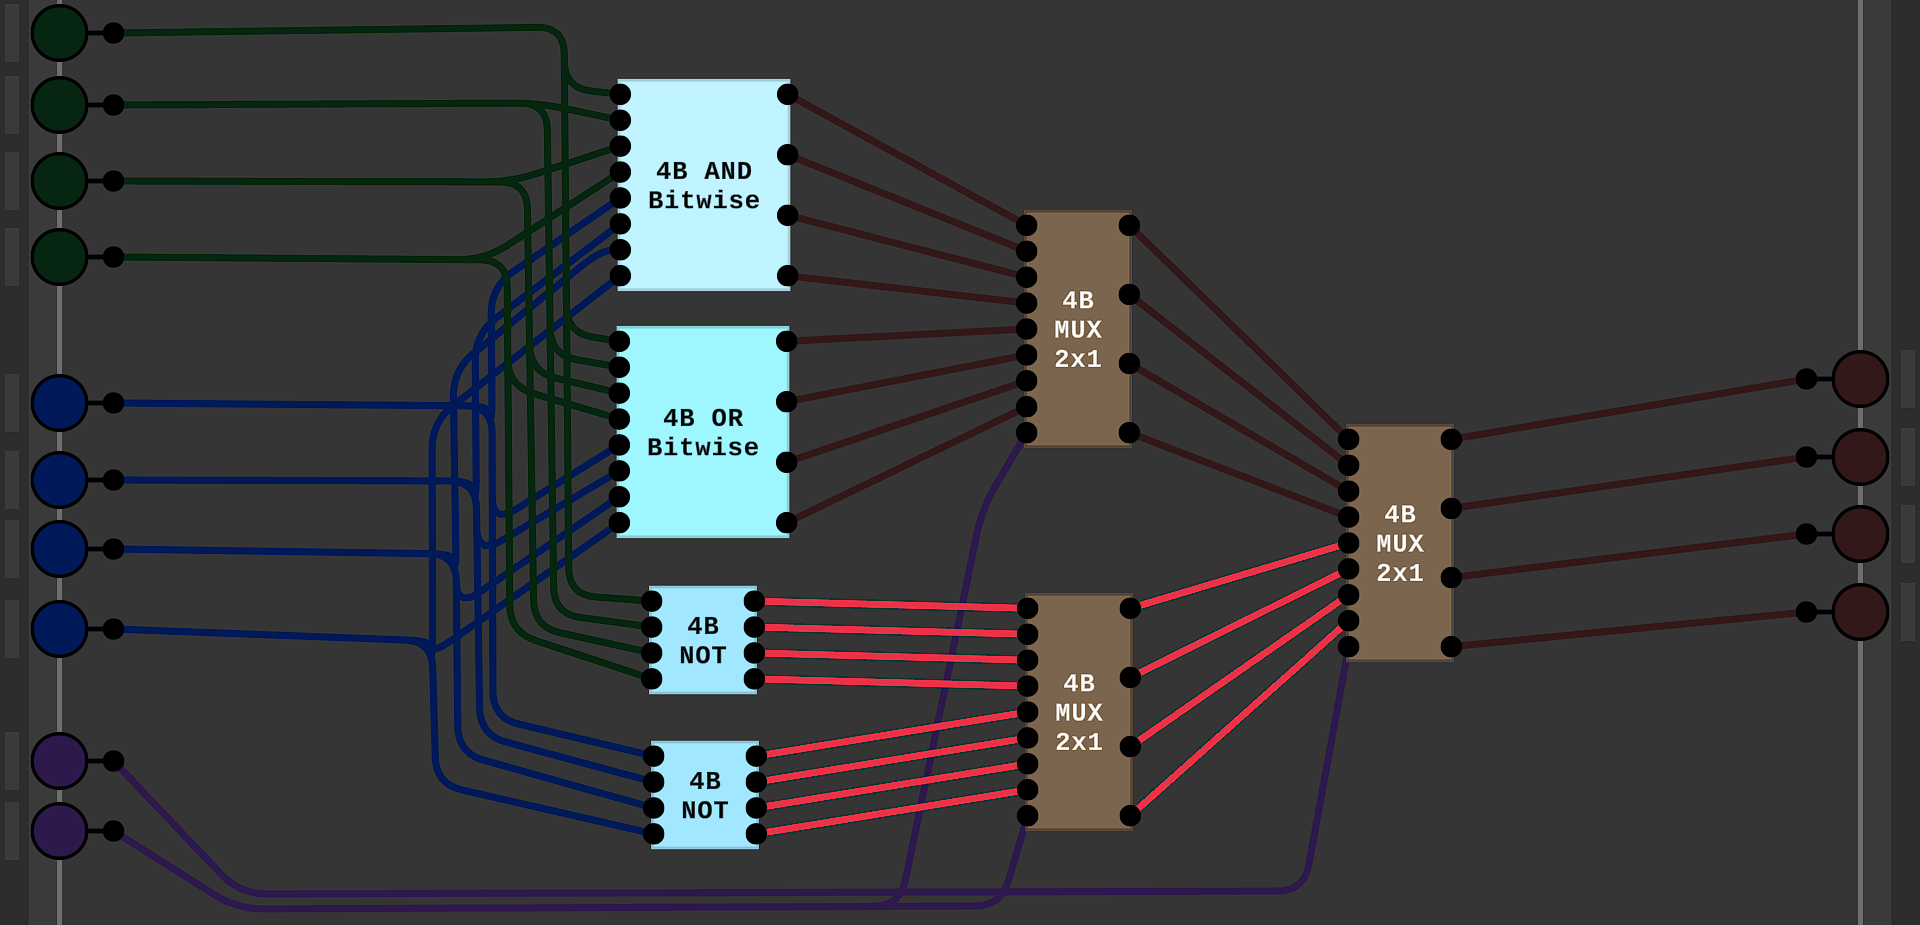 4B AND
Bitwise
4B OR
Bitwise
4B
NOT
4B
NOT
4B
MUX
2x1
4B
MUX
2x1
4B
MUX
2x1